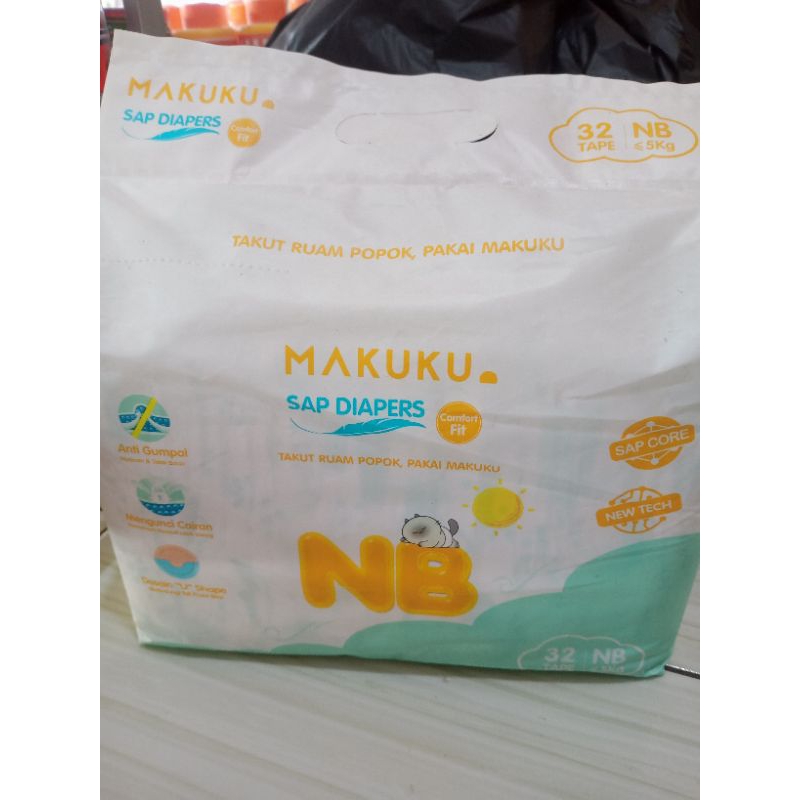 MAKUKU.
SAP DIAPERS
Comfort
Fit
32 NB
TAPE ≤5Kg
TAKUT RUAM POPOK, PAKAI MAKUKU
MAKUKU.
SAP DIAPERS
Comfort
Fit
TAKUT RUAM POPOK, PAKAI MAKUKU
Anti Gumpal
SAP CORE
Mengunci Cairan
NEW TECH
Desain "U" Shape
NB
32 NB
TAPE